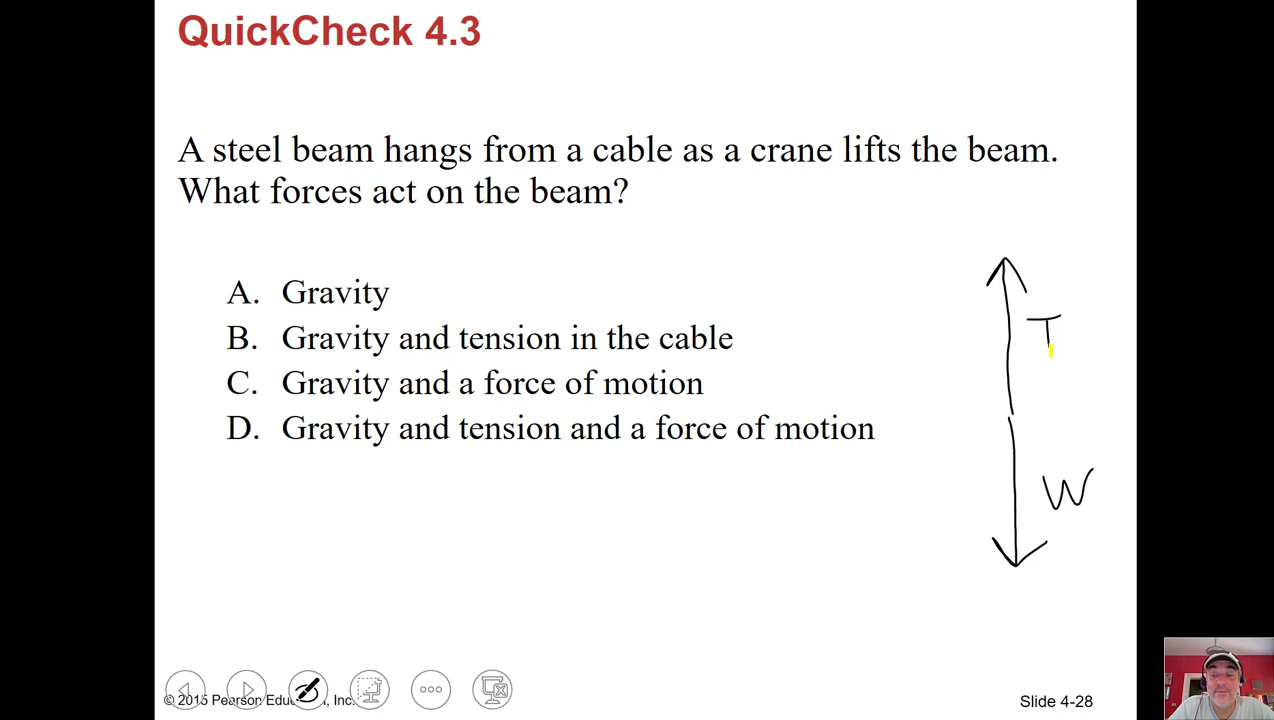 QuickCheck 4.3
A steel beam hangs from a cable as a crane lifts the beam.
What forces act on the beam?
A. Gravity
B. Gravity and tension in the cable
C. Gravity and a force of motion
D. Gravity and tension and a force of motion
T
W
Slide 4-28